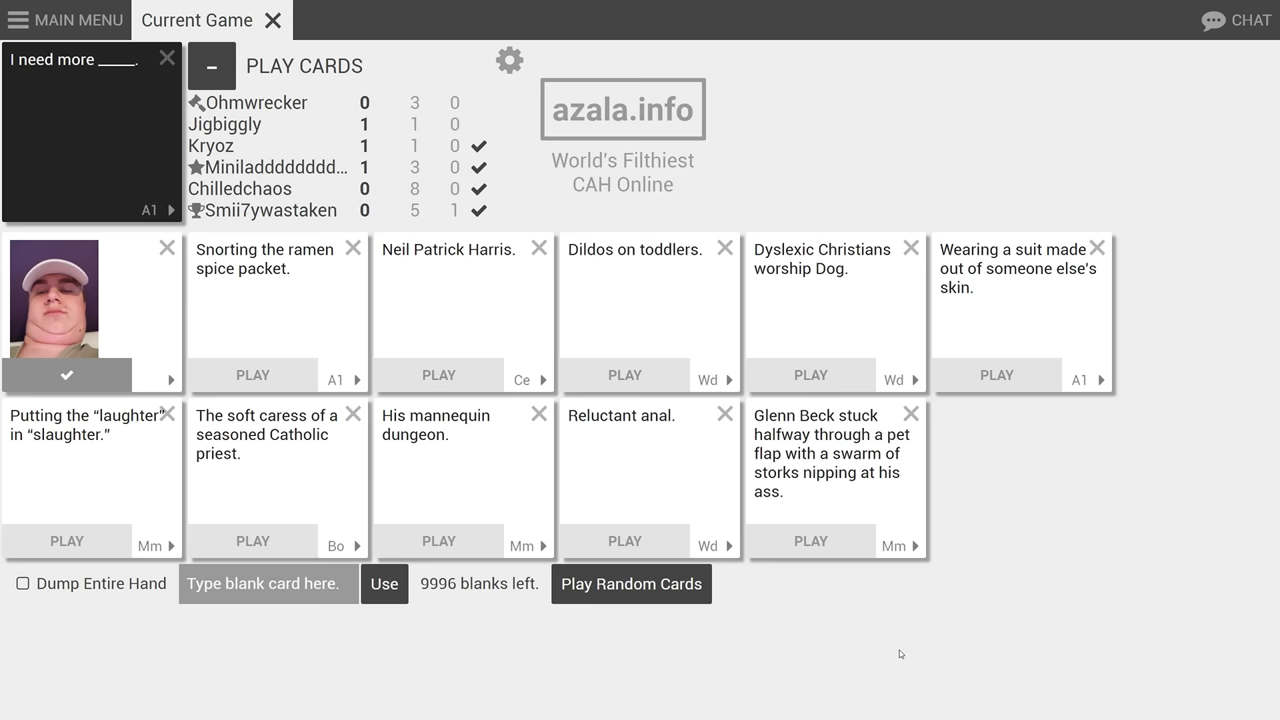 MAIN MENU
Current Game
CHAT
I need more _____.
A1
-
PLAY CARDS
Ohmwrecker 0 3 0
Jigbiggly 1 1 0
Kryoz 1 1 0
Miniladdddddddd... 1 3 0
Chilledchaos 0 8 0
Smii7ywastaken 0 5 1
azala.info
World's Filthiest
CAH Online
Snorting the ramen
spice packet.
PLAY
A1
Neil Patrick Harris.
PLAY
Ce
Dildos on toddlers.
PLAY
Wd
Dyslexic Christians
worship Dog.
PLAY
Wd
Wearing a suit made
out of someone else's
skin.
PLAY
A1
Putting the “laughter”
in “slaughter.”
PLAY
Mm
The soft caress of a
seasoned Catholic
priest.
PLAY
Bo
His mannequin
dungeon.
PLAY
Mm
Reluctant anal.
PLAY
Wd
Glenn Beck stuck
halfway through a pet
flap with a swarm of
storks nipping at his
ass.
PLAY
Mm
Dump Entire Hand
Type blank card here.
Use
9996 blanks left.
Play Random Cards